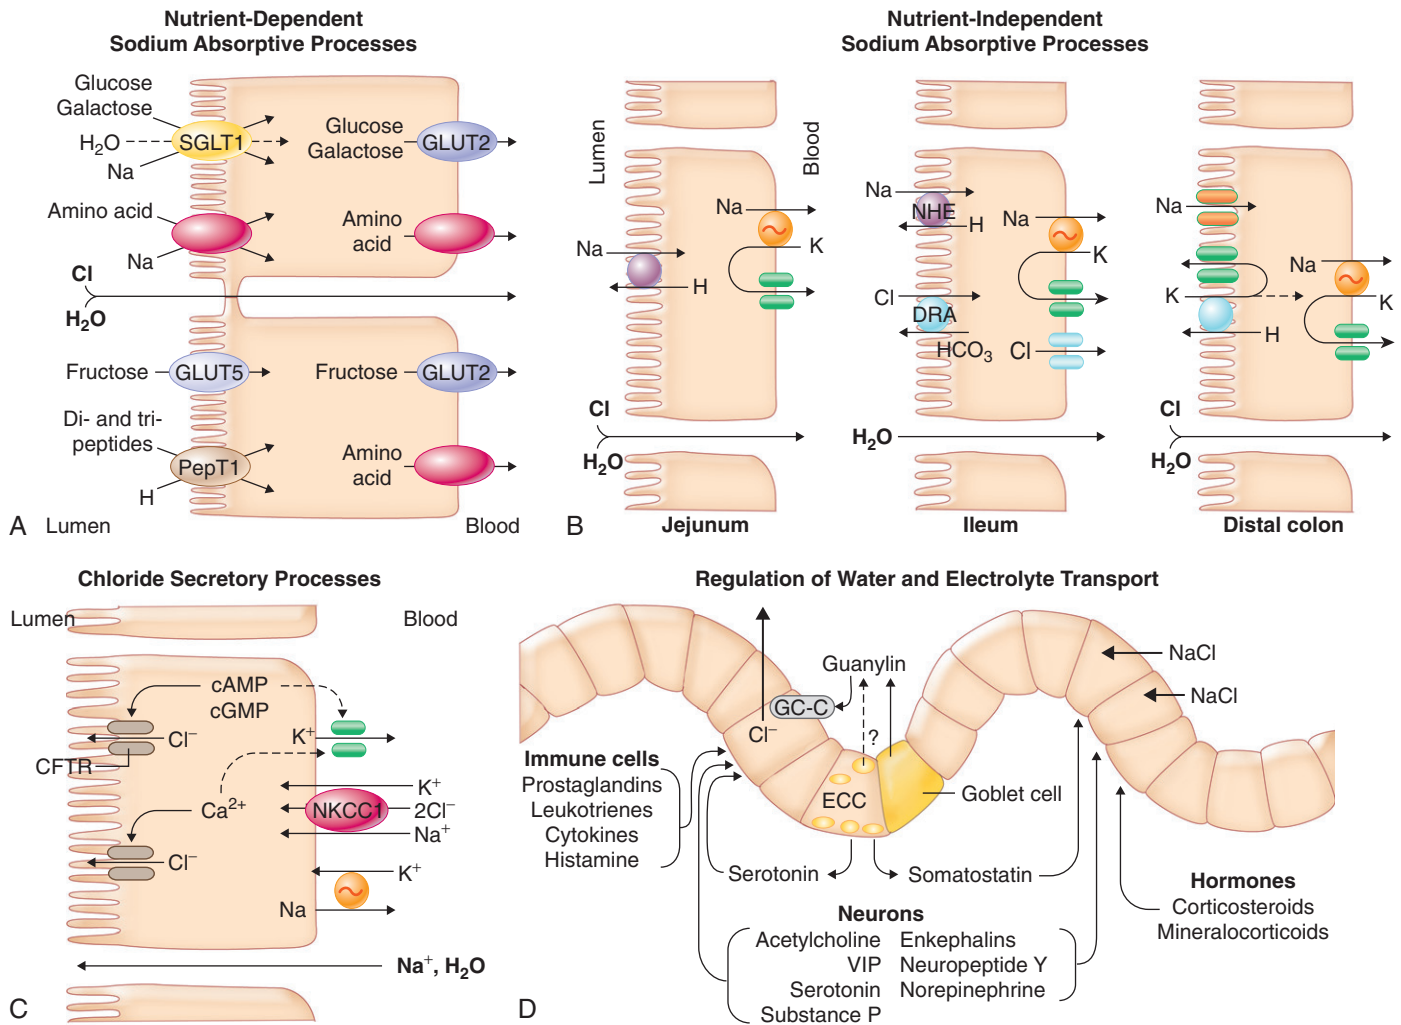 Nutrient-Dependent
Sodium Absorptive Processes
Glucose
Galactose
H₂O
Na
SGLT1
Glucose
Galactose
GLUT2
Amino acid
Na
Amino
acid
Cl
H₂O
Fructose
GLUT5
Fructose
GLUT2
Di- and tri-
peptides
H
PepT1
Amino
acid
A
Lumen
Blood
Nutrient-Independent
Sodium Absorptive Processes
Lumen
Blood
Na
H
Na
K
Cl
H₂O
Jejunum
Na
NHE
H
Na
K
Cl
DRA
HCO₃
Cl
H₂O
Ileum
Na
K
H
Na
K
Cl
H₂O
Distal colon
B
Chloride Secretory Processes
Lumen
Blood
cAMP
cGMP
Cl⁻
CFTR
K⁺
Ca²⁺
K⁺
NKCC1
2Cl⁻
Na⁺
Cl⁻
K⁺
Na
Na⁺, H₂O
C
Regulation of Water and Electrolyte Transport
Guanylin
GC-C
Cl⁻
?
NaCl
NaCl
ECC
Goblet cell
Immune cells
Prostaglandins
Leukotrienes
Cytokines
Histamine
Serotonin
Somatostatin
Neurons
Acetylcholine
VIP
Serotonin
Substance P
Enkephalins
Neuropeptide Y
Norepinephrine
Hormones
Corticosteroids
Mineralocorticoids
D